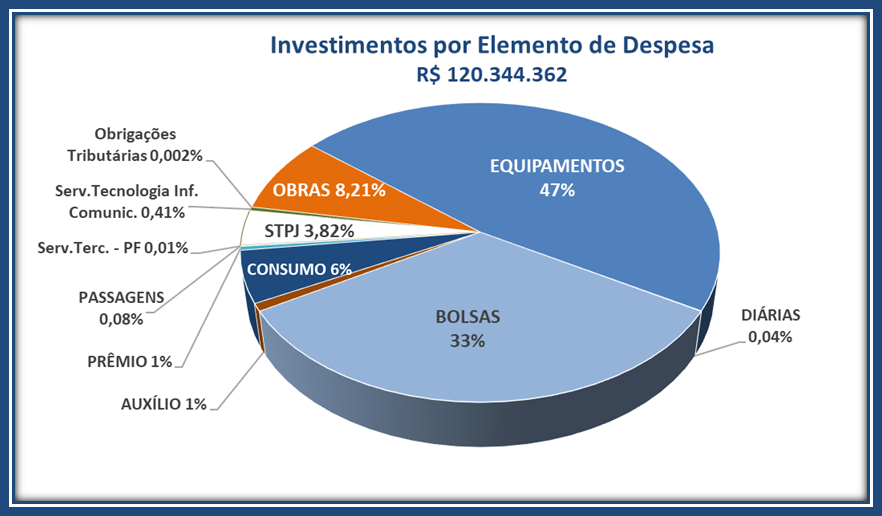 Investimentos por Elemento de Despesa
R$ 120.344.362
Obrigações
Tributárias 0,002%
Serv.Tecnologia Inf.
Comunic. 0,41%
Serv.Terc. - PF 0,01%
PASSAGENS
0,08%
PRÊMIO 1%
AUXÍLIO 1%
OBRAS 8,21%
STPJ 3,82%
CONSUMO 6%
EQUIPAMENTOS
47%
BOLSAS
33%
DIÁRIAS
0,04%